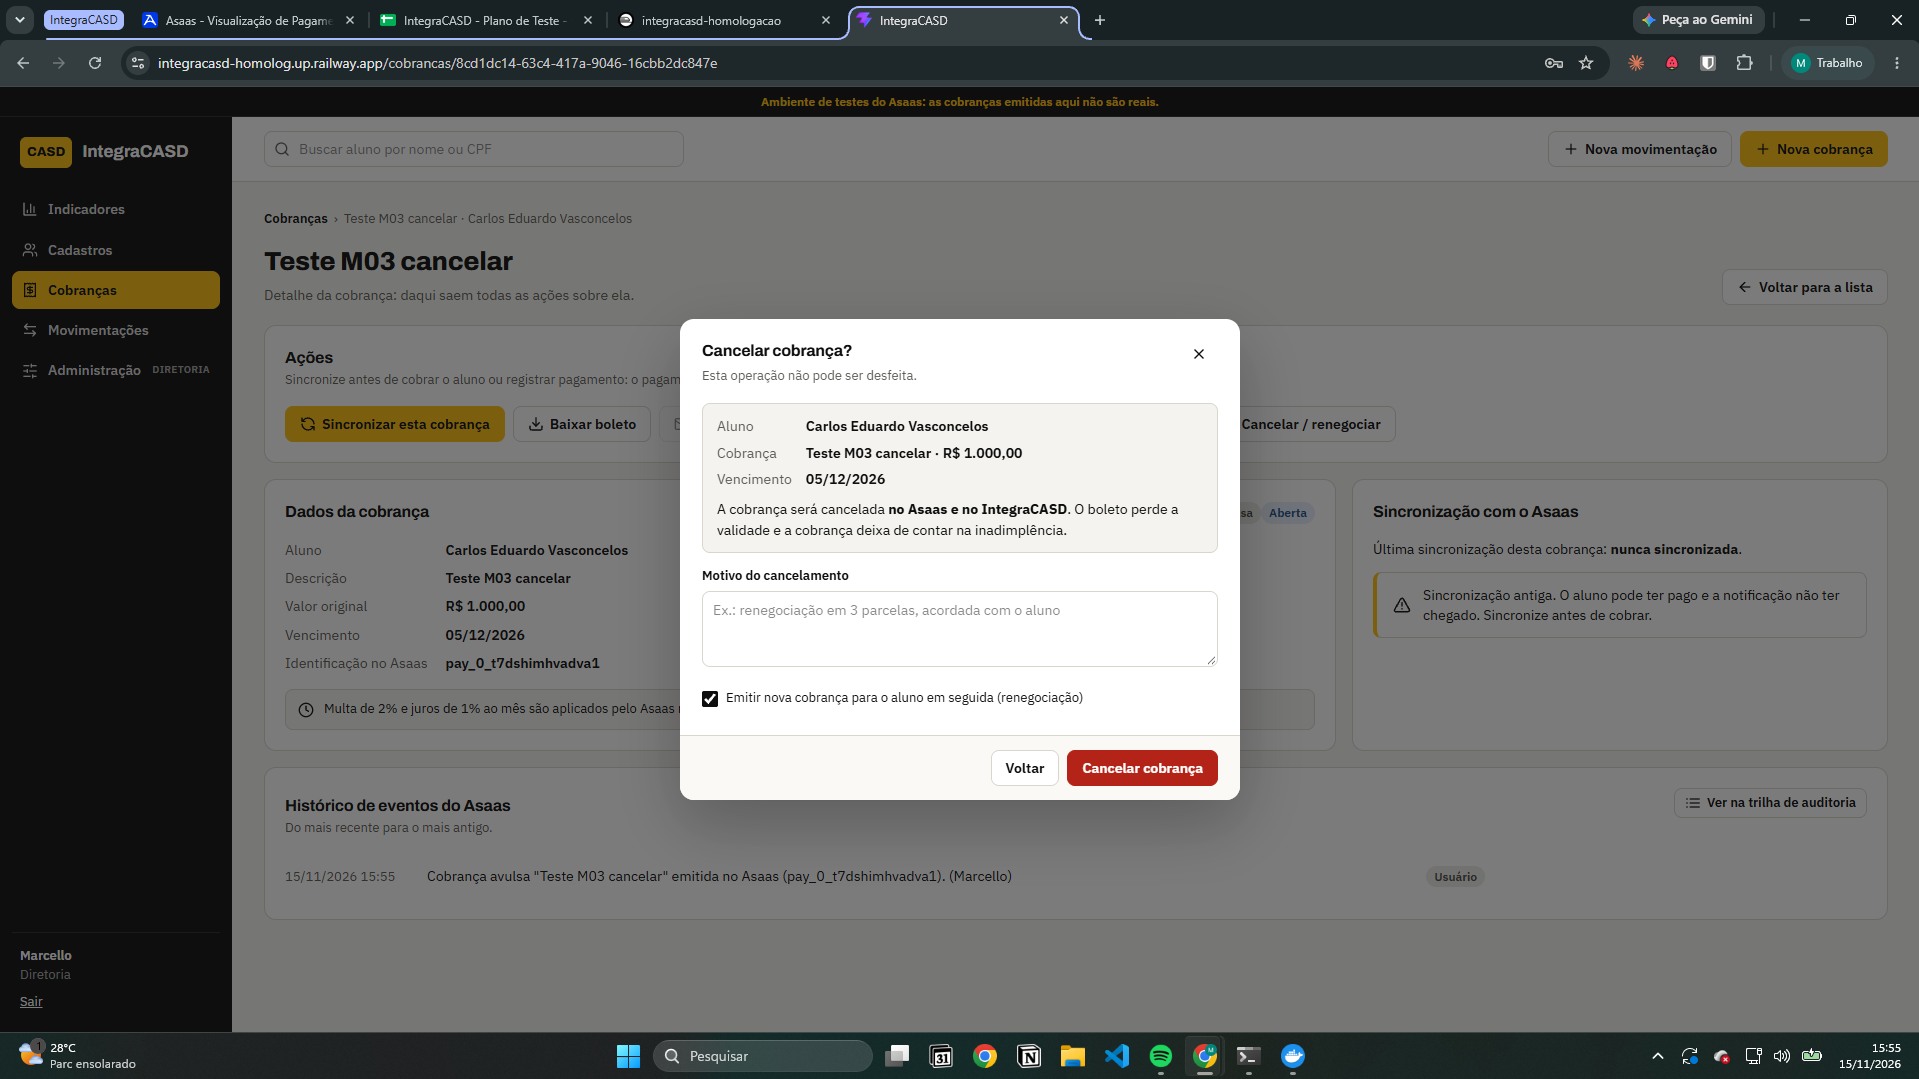 IntegraCASD
Asaas - Visualização de Pagame
IntegraCASD - Plano de Teste -
integracasd-homologacao
IntegraCASD
Peça ao Gemini
integracasd-homolog.up.railway.app/cobrancas/8cd1dc14-63c4-417a-9046-16cbb2dc847e
M Trabalho
Ambiente de testes do Asaas: as cobranças emitidas aqui não são reais.
CASD IntegraCASD
Buscar aluno por nome ou CPF
Nova movimentação
Nova cobrança
Indicadores
Cadastros
Cobranças
Movimentações
Administração DIRETORIA
Cobranças › Teste M03 cancelar · Carlos Eduardo Vasconcelos
Teste M03 cancelar
Detalhe da cobrança: daqui saem todas as ações sobre ela.
Voltar para a lista
Ações
Sincronize antes de cobrar o aluno ou registrar pagamento: o pagam
Sincronizar esta cobrança
Baixar boleto
Cancelar / renegociar
Dados da cobrança
sa
Aberta
Aluno Carlos Eduardo Vasconcelos
Descrição Teste M03 cancelar
Valor original R$ 1.000,00
Vencimento 05/12/2026
Identificação no Asaas pay_0_t7dshimhvadva1
Multa de 2% e juros de 1% ao mês são aplicados pelo Asaas
Sincronização com o Asaas
Última sincronização desta cobrança: nunca sincronizada.
Sincronização antiga. O aluno pode ter pago e a notificação não ter
chegado. Sincronize antes de cobrar.
Cancelar cobrança?
Esta operação não pode ser desfeita.
Aluno Carlos Eduardo Vasconcelos
Cobrança Teste M03 cancelar · R$ 1.000,00
Vencimento 05/12/2026
A cobrança será cancelada no Asaas e no IntegraCASD. O boleto perde a
validade e a cobrança deixa de contar na inadimplência.
Motivo do cancelamento
Ex.: renegociação em 3 parcelas, acordada com o aluno
Emitir nova cobrança para o aluno em seguida (renegociação)
Voltar
Cancelar cobrança
Histórico de eventos do Asaas
Do mais recente para o mais antigo.
Ver na trilha de auditoria
15/11/2026 15:55 Cobrança avulsa "Teste M03 cancelar" emitida no Asaas (pay_0_t7dshimhvadva1). (Marcello) Usuário
Marcello
Diretoria
Sair
1
28°C
Parc ensolarado
Pesquisar
31
15:55
15/11/2026